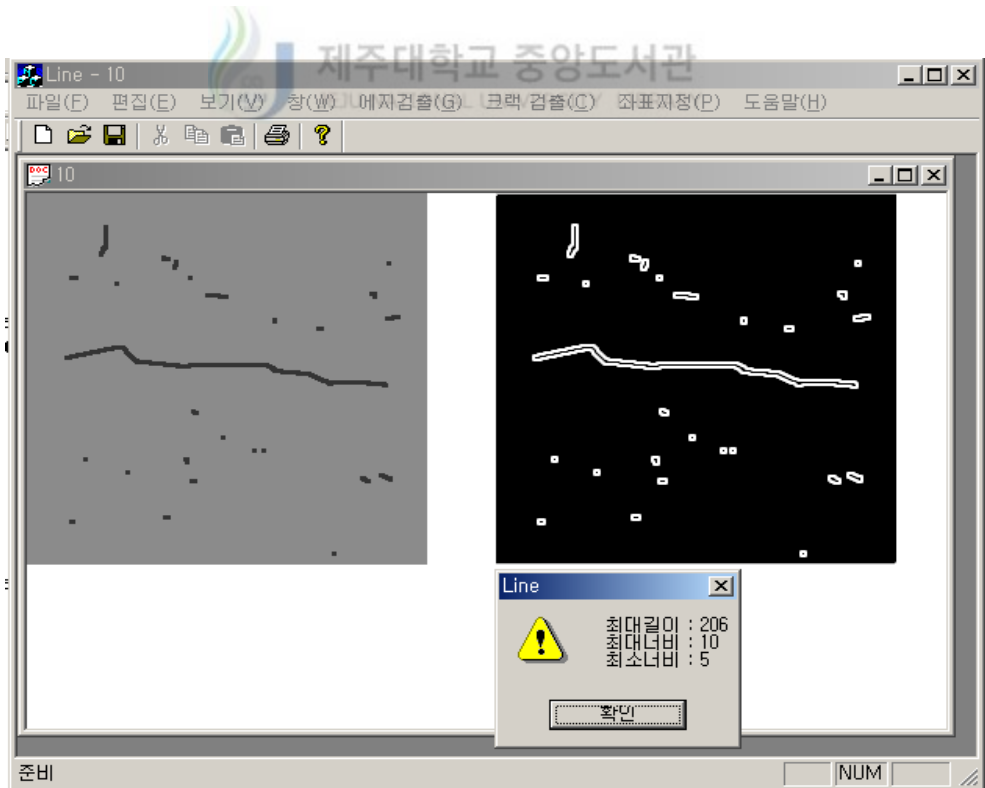 제주대학교 중앙도서관
Line - 10
파일(F) 편집(E) 보기(V) 창(W) 에지검출(G) 크랙 검출(C) 좌표지정(P) 도움말(H)
DOC
10
Line
최대길이 : 206
최대너비 : 10
최소너비 : 5
확인
준비
NUM